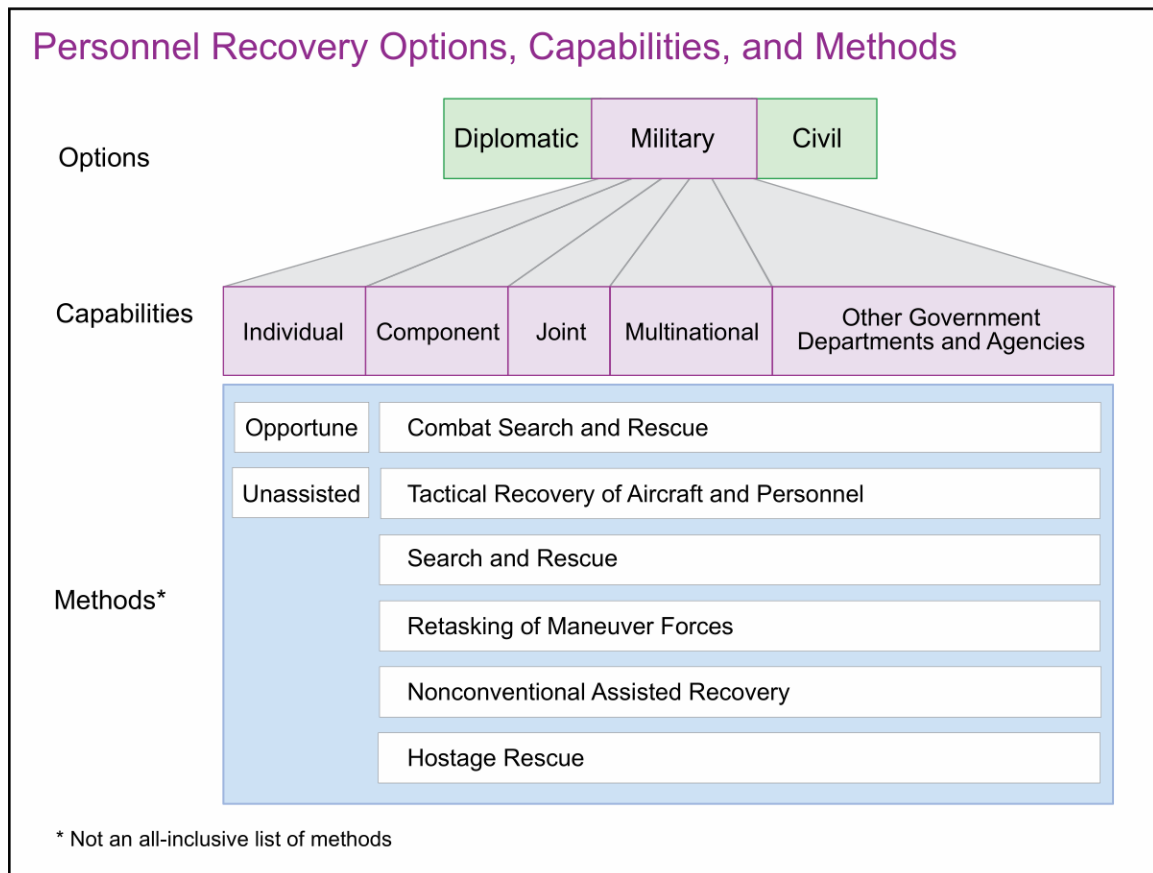 Personnel Recovery Options, Capabilities, and Methods
Options
Diplomatic
Military
Civil
Capabilities
Individual
Component
Joint
Multinational
Other Government
Departments and Agencies
Methods*
Opportune
Combat Search and Rescue
Unassisted
Tactical Recovery of Aircraft and Personnel
Search and Rescue
Retasking of Maneuver Forces
Nonconventional Assisted Recovery
Hostage Rescue
* Not an all-inclusive list of methods